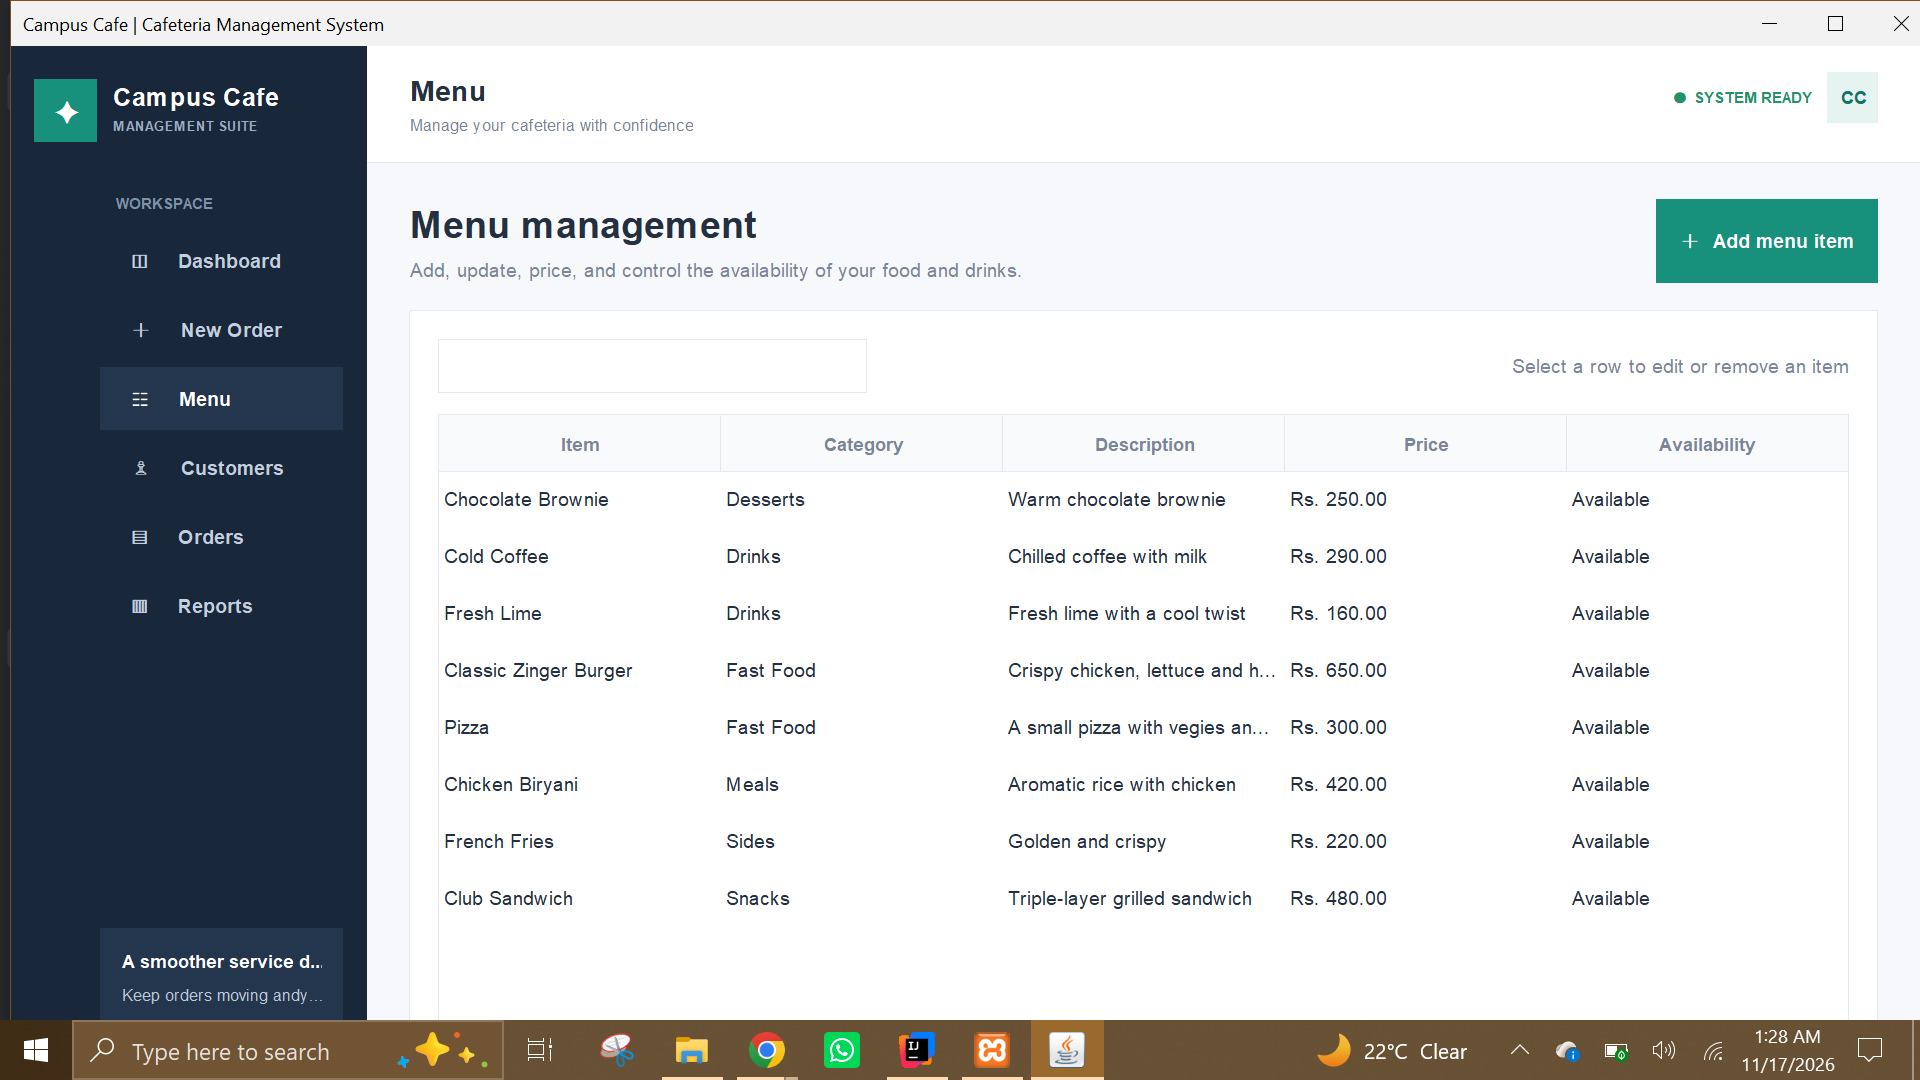 Campus Cafe | Cafeteria Management System
Campus Cafe
MANAGEMENT SUITE
WORKSPACE
Dashboard
New Order
Menu
Customers
Orders
Reports
A smoother service d...
Keep orders moving andy...
Menu
Manage your cafeteria with confidence
SYSTEM READY
CC
Menu management
Add, update, price, and control the availability of your food and drinks.
+ Add menu item
Select a row to edit or remove an item
Item Category Description Price Availability
Chocolate Brownie Desserts Warm chocolate brownie Rs. 250.00 Available
Cold Coffee Drinks Chilled coffee with milk Rs. 290.00 Available
Fresh Lime Drinks Fresh lime with a cool twist Rs. 160.00 Available
Classic Zinger Burger Fast Food Crispy chicken, lettuce and h... Rs. 650.00 Available
Pizza Fast Food A small pizza with vegies an... Rs. 300.00 Available
Chicken Biryani Meals Aromatic rice with chicken Rs. 420.00 Available
French Fries Sides Golden and crispy Rs. 220.00 Available
Club Sandwich Snacks Triple-layer grilled sandwich Rs. 480.00 Available
Type here to search
IJ
22°C Clear
1:28 AM
11/17/2026